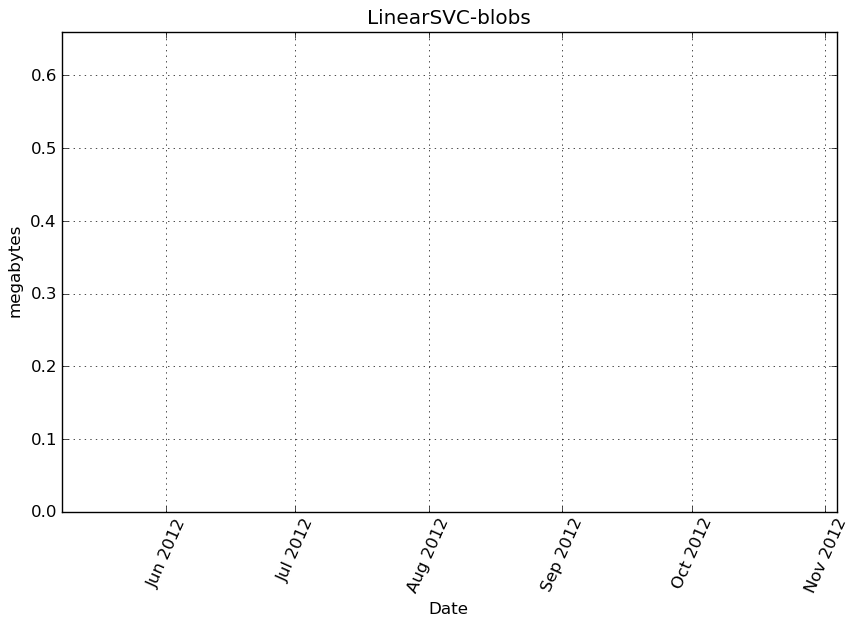 LinearSVC-blobs
0.6
0.5
0.4
0.3
0.2
0.1
0.0
megabytes
Jun 2012
Jul 2012
Aug 2012
Sep 2012
Oct 2012
Nov 2012
Date